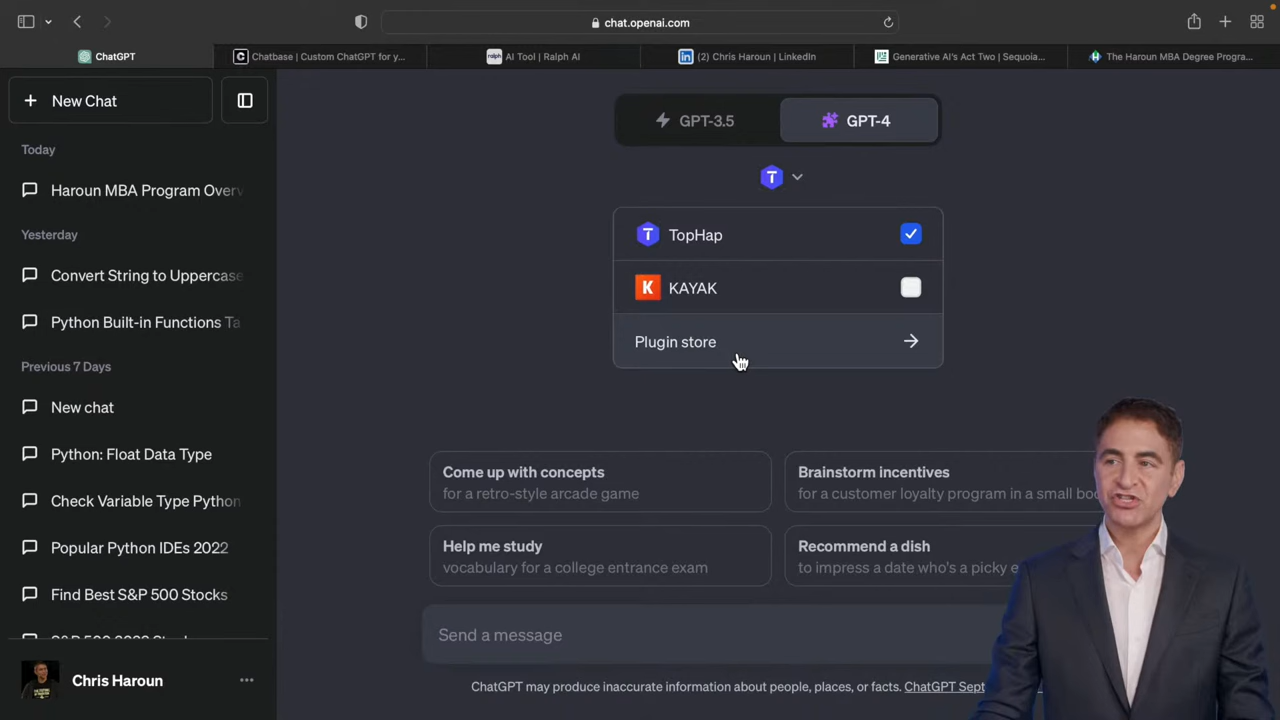 chat.openai.com
ChatGPT
Chatbase | Custom ChatGPT for y...
ralph
AI Tool | Ralph AI
(2) Chris Haroun | LinkedIn
Generative AI's Act Two | Sequoia...
The Haroun MBA Degree Progra...
New Chat
Today
Haroun MBA Program Overv
Yesterday
Convert String to Uppercase
Python Built-in Functions Ta
Previous 7 Days
New chat
Python: Float Data Type
Check Variable Type Python
Popular Python IDEs 2022
Find Best S&P 500 Stocks
Chris Haroun
GPT-3.5
GPT-4
T
T TopHap
K KAYAK
Plugin store
Come up with concepts
for a retro-style arcade game
Brainstorm incentives
for a customer loyalty program in a small boo
Help me study
vocabulary for a college entrance exam
Recommend a dish
to impress a date who's a picky e
Send a message
ChatGPT may produce inaccurate information about people, places, or facts. ChatGPT Sept